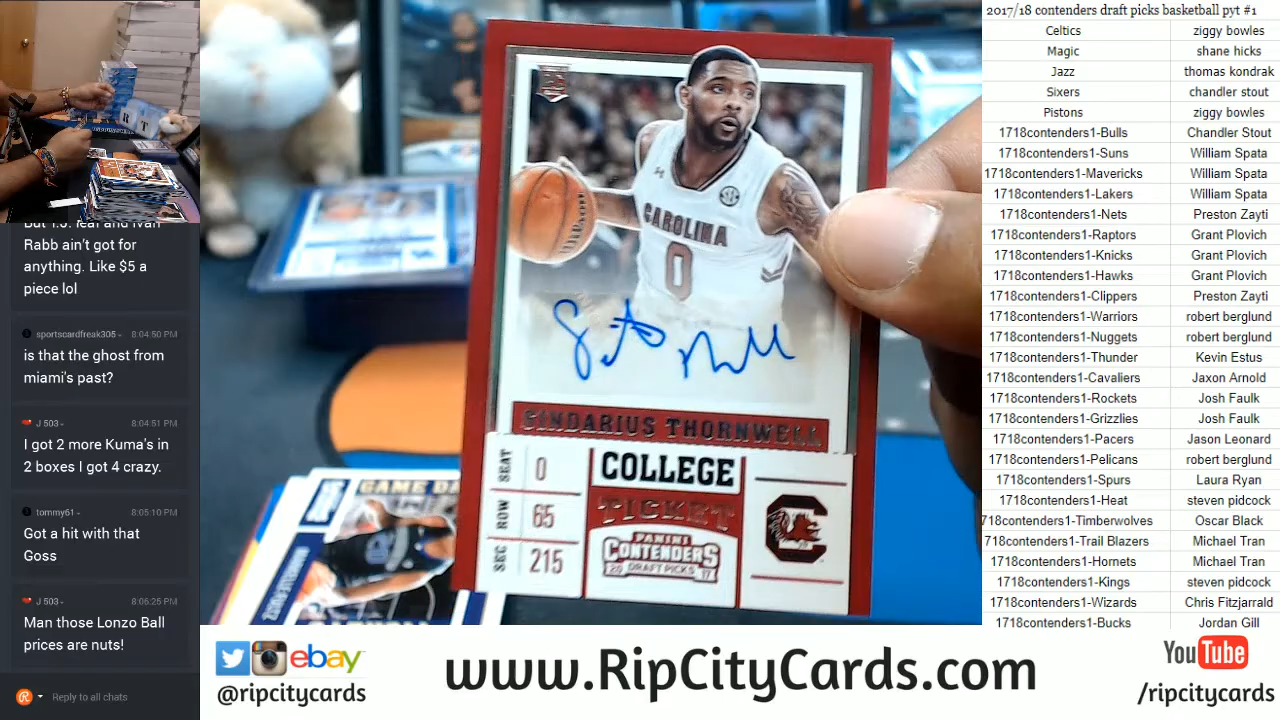 But 1.5. Teal and Ivan
Rabb ain't got for
anything. Like $5 a
piece lol
sportscardfreak305 8:04:50 PM
is that the ghost from
miami's past?
J 503 8:04:51 PM
I got 2 more Kuma's in
2 boxes I got 4 crazy.
tommy61 8:05:10 PM
Got a hit with that
Goss
J 503 8:06:25 PM
Man those Lonzo Ball
prices are nuts!
Reply to all chats
CAROLINA
0
SEC
SINDARIUS THORNWELL
SEAT 0
ROW 65
SEC 215
COLLEGE
TICKET
PANINI
CONTENDERS
20 DRAFT PICKS 17
C
GAME DA
2017/18 contenders draft picks basketball pyt #1
Celtics ziggy bowles
Magic shane hicks
Jazz thomas kondrak
Sixers chandler stout
Pistons ziggy bowles
1718contenders1-Bulls Chandler Stout
1718contenders1-Suns William Spata
1718contenders1-Mavericks William Spata
1718contenders1-Lakers William Spata
1718contenders1-Nets Preston Zayti
1718contenders1-Raptors Grant Plovich
1718contenders1-Knicks Grant Plovich
1718contenders1-Hawks Grant Plovich
1718contenders1-Clippers Preston Zayti
1718contenders1-Warriors robert berglund
1718contenders1-Nuggets robert berglund
1718contenders1-Thunder Kevin Estus
1718contenders1-Cavaliers Jaxon Arnold
1718contenders1-Rockets Josh Faulk
1718contenders1-Grizzlies Josh Faulk
1718contenders1-Pacers Jason Leonard
1718contenders1-Pelicans robert berglund
1718contenders1-Spurs Laura Ryan
1718contenders1-Heat steven pidcock
718contenders1-Timberwolves Oscar Black
718contenders1-Trail Blazers Michael Tran
1718contenders1-Hornets Michael Tran
1718contenders1-Kings steven pidcock
1718contenders1-Wizards Chris Fitzjarrald
1718contenders1-Bucks Jordan Gill
ebay
@ripcitycards
www.RipCityCards.com
YouTube
/ripcitycards